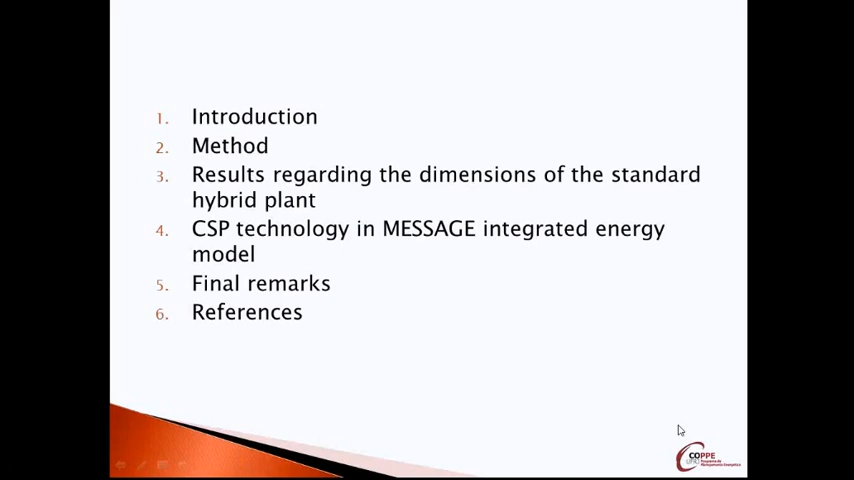 1. Introduction
2. Method
3. Results regarding the dimensions of the standard
hybrid plant
4. CSP technology in MESSAGE integrated energy
model
5. Final remarks
6. References
COPPE
UFRJ
Programa de
Planejamento Energético